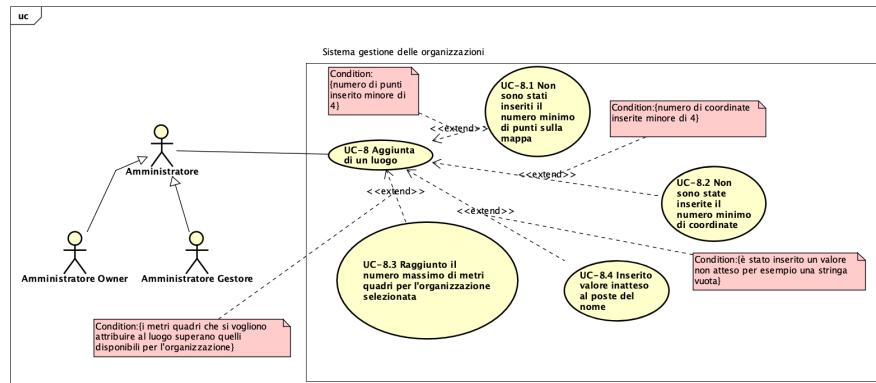 uc
Sistema gestione delle organizzazioni
Condition:
{numero di punti
inserito minore di
4}
UC-8.1 Non
sono stati
inseriti il
numero minimo
di punti sulla
mappa
Condition:{numero di coordinate
inserite minore di 4}
<<extend>>
UC-8 Aggiunta
di un luogo
Amministratore
<<extend>>
UC-8.2 Non
sono state
inserite il
numero minimo
di coordinate
<<extend>>
<<extend>>
Amministratore Owner
Amministratore Gestore
UC-8.3 Raggiunto il
numero massimo di metri
quadri per l'organizzazione
selezionata
UC-8.4 Inserito
valore inatteso
al poste del
nome
Condition:{è stato inserito un valore
non atteso per esempio una stringa
vuota}
Condition:{i metri quadri che si vogliono
attribuire al luogo superano quelli
disponibili per l'organizzazione}